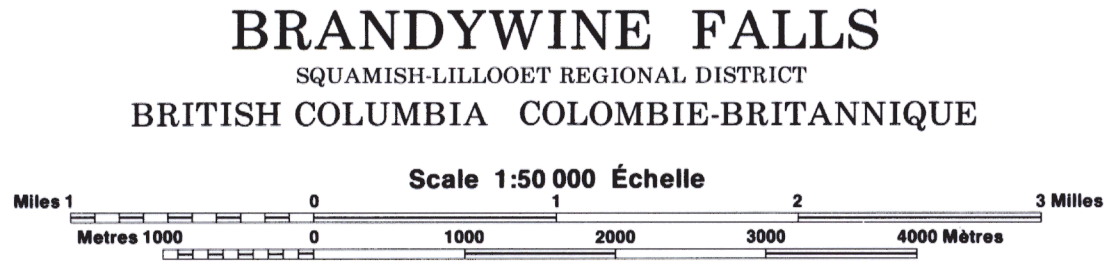 BRANDYWINE FALLS
SQUAMISH-LILLOOET REGIONAL DISTRICT
BRITISH COLUMBIA COLOMBIE-BRITANNIQUE
Scale 1:50 000 Échelle
Miles 1 0 1 2 3 Milles
Metres 1000 0 1000 2000 3000 4000 Mètres